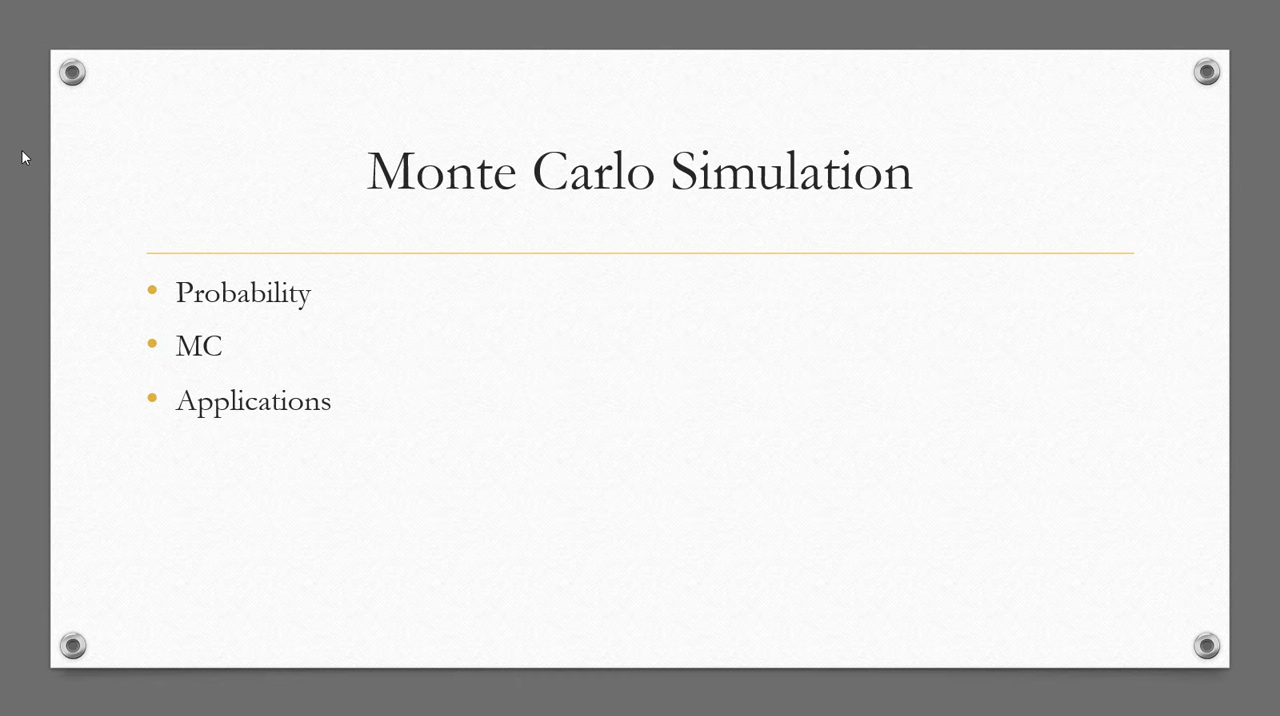 Monte Carlo Simulation
• Probability
• MC
• Applications